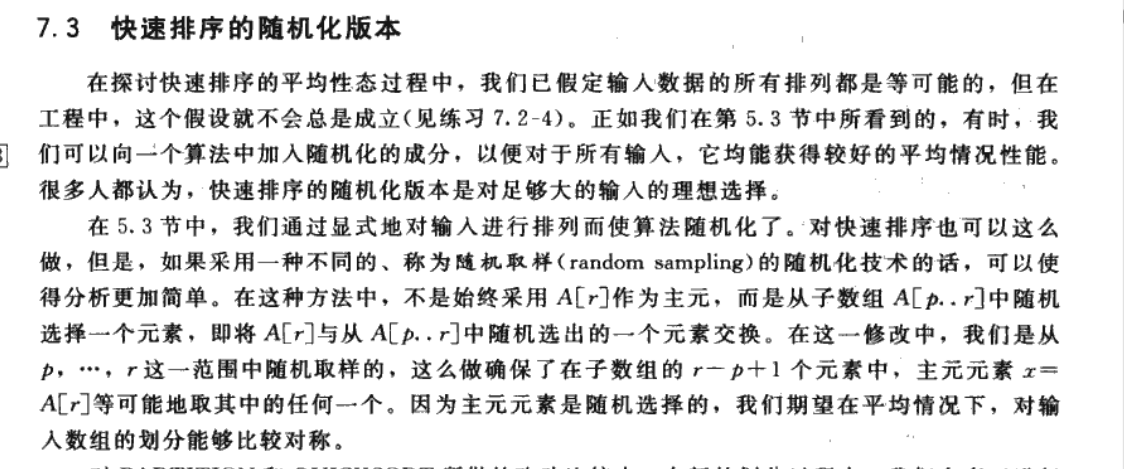 7.3 快速排序的随机化版本
在探讨快速排序的平均性态过程中，我们已假定输入数据的所有排列都是等可能的，但在
工程中，这个假设就不会总是成立(见练习 7.2-4)。正如我们在第 5.3 节中所看到的，有时，我
们可以向一个算法中加入随机化的成分，以便对于所有输入，它均能获得较好的平均情况性能。
很多人都认为，快速排序的随机化版本是对足够大的输入的理想选择。
在 5.3 节中，我们通过显式地对输入进行排列而使算法随机化了。对快速排序也可以这么
做，但是，如果采用一种不同的、称为随机取样(random sampling)的随机化技术的话，可以使
得分析更加简单。在这种方法中，不是始终采用 A[r]作为主元，而是从子数组 A[p..r]中随机
选择一个元素，即将 A[r]与从 A[p..r]中随机选出的一个元素交换。在这一修改中，我们是从
p，…，r 这一范围中随机取样的，这么做确保了在子数组的 r－p＋1 个元素中，主元元素 x＝
A[r]等可能地取其中的任何一个。因为主元元素是随机选择的，我们期望在平均情况下，对输
入数组的划分能够比较对称。